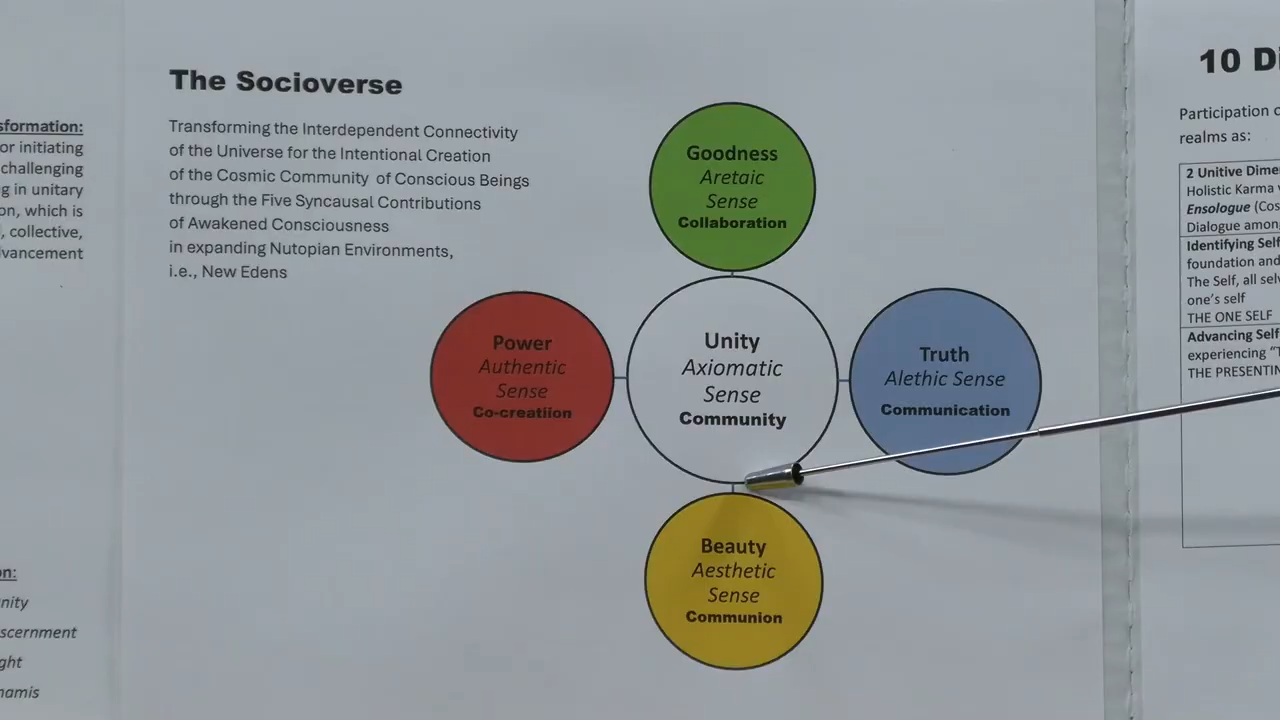 sformation:
or initiating
challenging
g in unitary
on, which is
, collective,
vancement
on:
nity
scernment
ght
namis
The Socioverse
Transforming the Interdependent Connectivity
of the Universe for the Intentional Creation
of the Cosmic Community of Conscious Beings
through the Five Syncausal Contributions
of Awakened Consciousness
in expanding Nutopian Environments,
i.e., New Edens
Goodness
Aretaic
Sense
Collaboration
Power
Authentic
Sense
Co-creatiion
Unity
Axiomatic
Sense
Community
Truth
Alethic Sense
Communication
Beauty
Aesthetic
Sense
Communion
10 Di
Participation o
realms as:
2 Unitive Dime
Holistic Karma
Ensologue (Cos
Dialogue among
Identifying Self
foundation and
The Self, all selv
one's self
THE ONE SELF
Advancing Self
experiencing "T
THE PRESENTIN